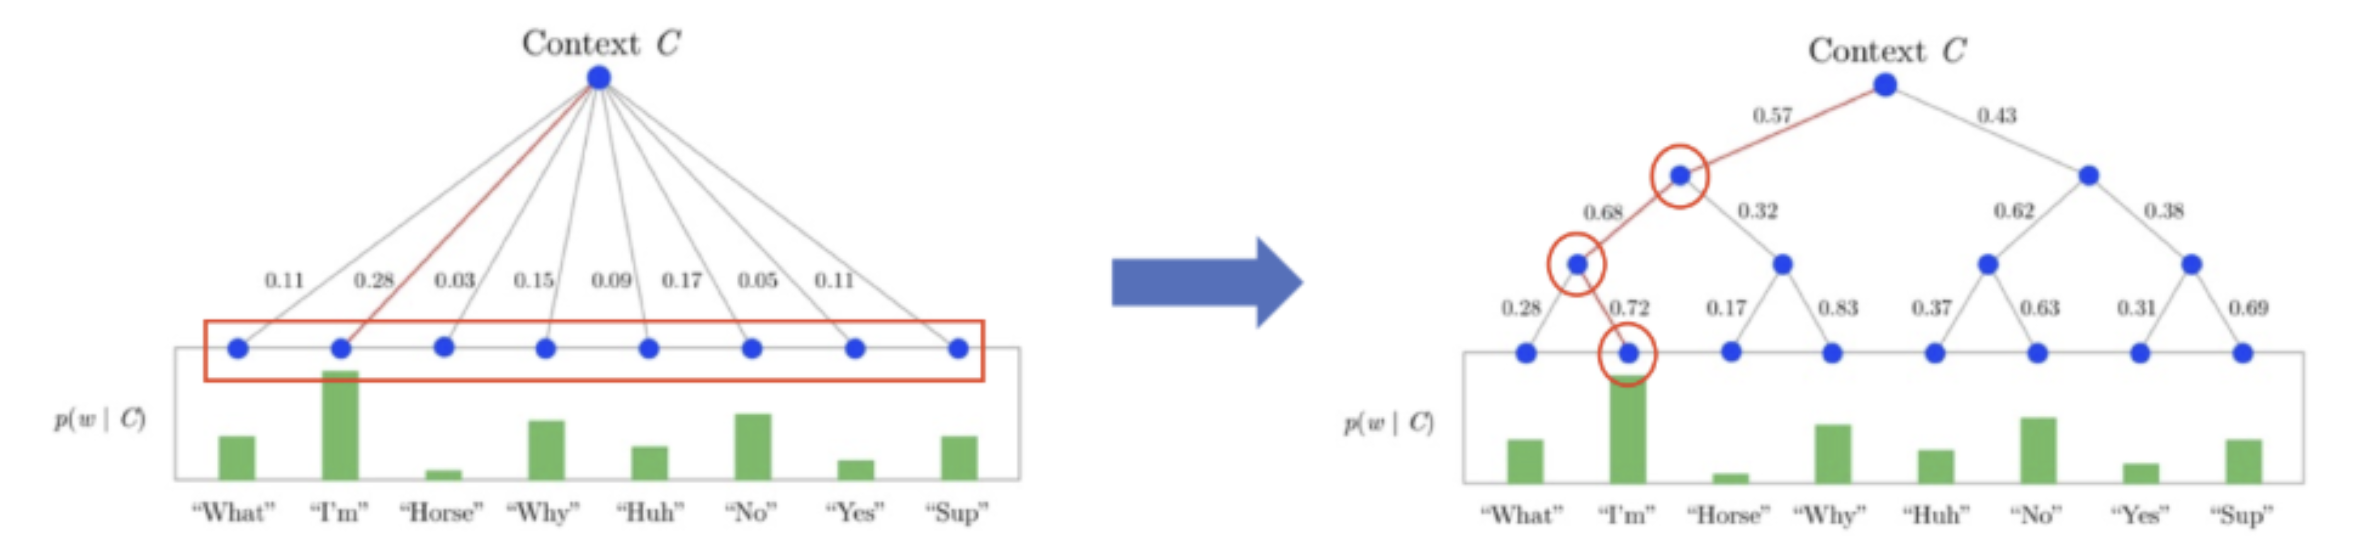 Context C
0.11 0.28 0.03 0.15 0.09 0.17 0.05 0.11
p(w | C)
“What” “I’m” “Horse” “Why” “Huh” “No” “Yes” “Sup”
Context C
0.57 0.43
0.68 0.32 0.62 0.38
0.28 0.72 0.17 0.83 0.37 0.63 0.31 0.69
p(w | C)
“What” “I’m” “Horse” “Why” “Huh” “No” “Yes” “Sup”